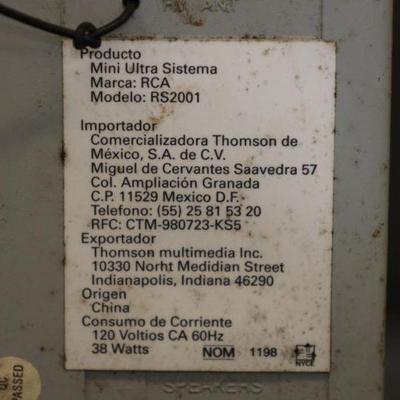 Producto
Mini Ultra Sistema
Marca: RCA
Modelo: RS2001
Importador
Comercializadora Thomson de
México, S.A. de C.V.
Miguel de Cervantes Saavedra 57
Col. Ampliación Granada
C.P. 11529 Mexico D.F.
Telefono: (55) 25 81 53 20
RFC: CTM-980723-KS5
Exportador
Thomson multimedia Inc.
10330 Norht Medidian Street
Indianapolis, Indiana 46290
Origen
China
Consumo de Corriente
120 Voltios CA 60Hz
38 Watts NOM 1198 NYCE
QC
PASSED
SPEAKERS